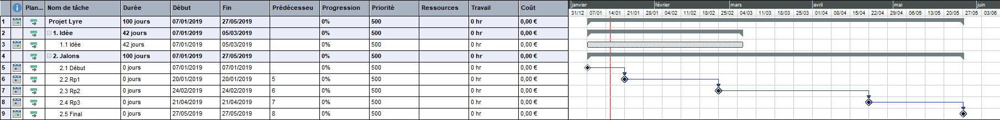 Plan... Nom de tâche Durée Début Fin Prédécesseu Progression Priorité Ressources Travail Coût
janvier février mars avril mai juin
31/12 07/01 14/01 21/01 28/01 04/02 11/02 18/02 25/02 04/03 11/03 18/03 25/03 01/04 08/04 15/04 22/04 29/04 06/05 13/05 20/05 27/05 03/06
1 Projet Lyre 100 jours 07/01/2019 27/05/2019 0% 500 0 hr 0,00 €
2 1. Idée 42 jours 07/01/2019 05/03/2019 0% 500 0 hr 0,00 €
3 1.1 Idée 42 jours 07/01/2019 05/03/2019 0% 500 0 hr 0,00 €
4 2. Jalons 100 jours 07/01/2019 27/05/2019 0% 500 0 hr 0,00 €
5 2.1 Début 0 jours 07/01/2019 07/01/2019 0% 500 0 hr 0,00 €
6 2.2 Rp1 0 jours 20/01/2019 20/01/2019 5 0% 500 0 hr 0,00 €
7 2.3 Rp2 0 jours 24/02/2019 24/02/2019 6 0% 500 0 hr 0,00 €
8 2.4 Rp3 0 jours 21/04/2019 21/04/2019 7 0% 500 0 hr 0,00 €
9 2.5 Final 0 jours 27/05/2019 27/05/2019 8 0% 500 0 hr 0,00 €